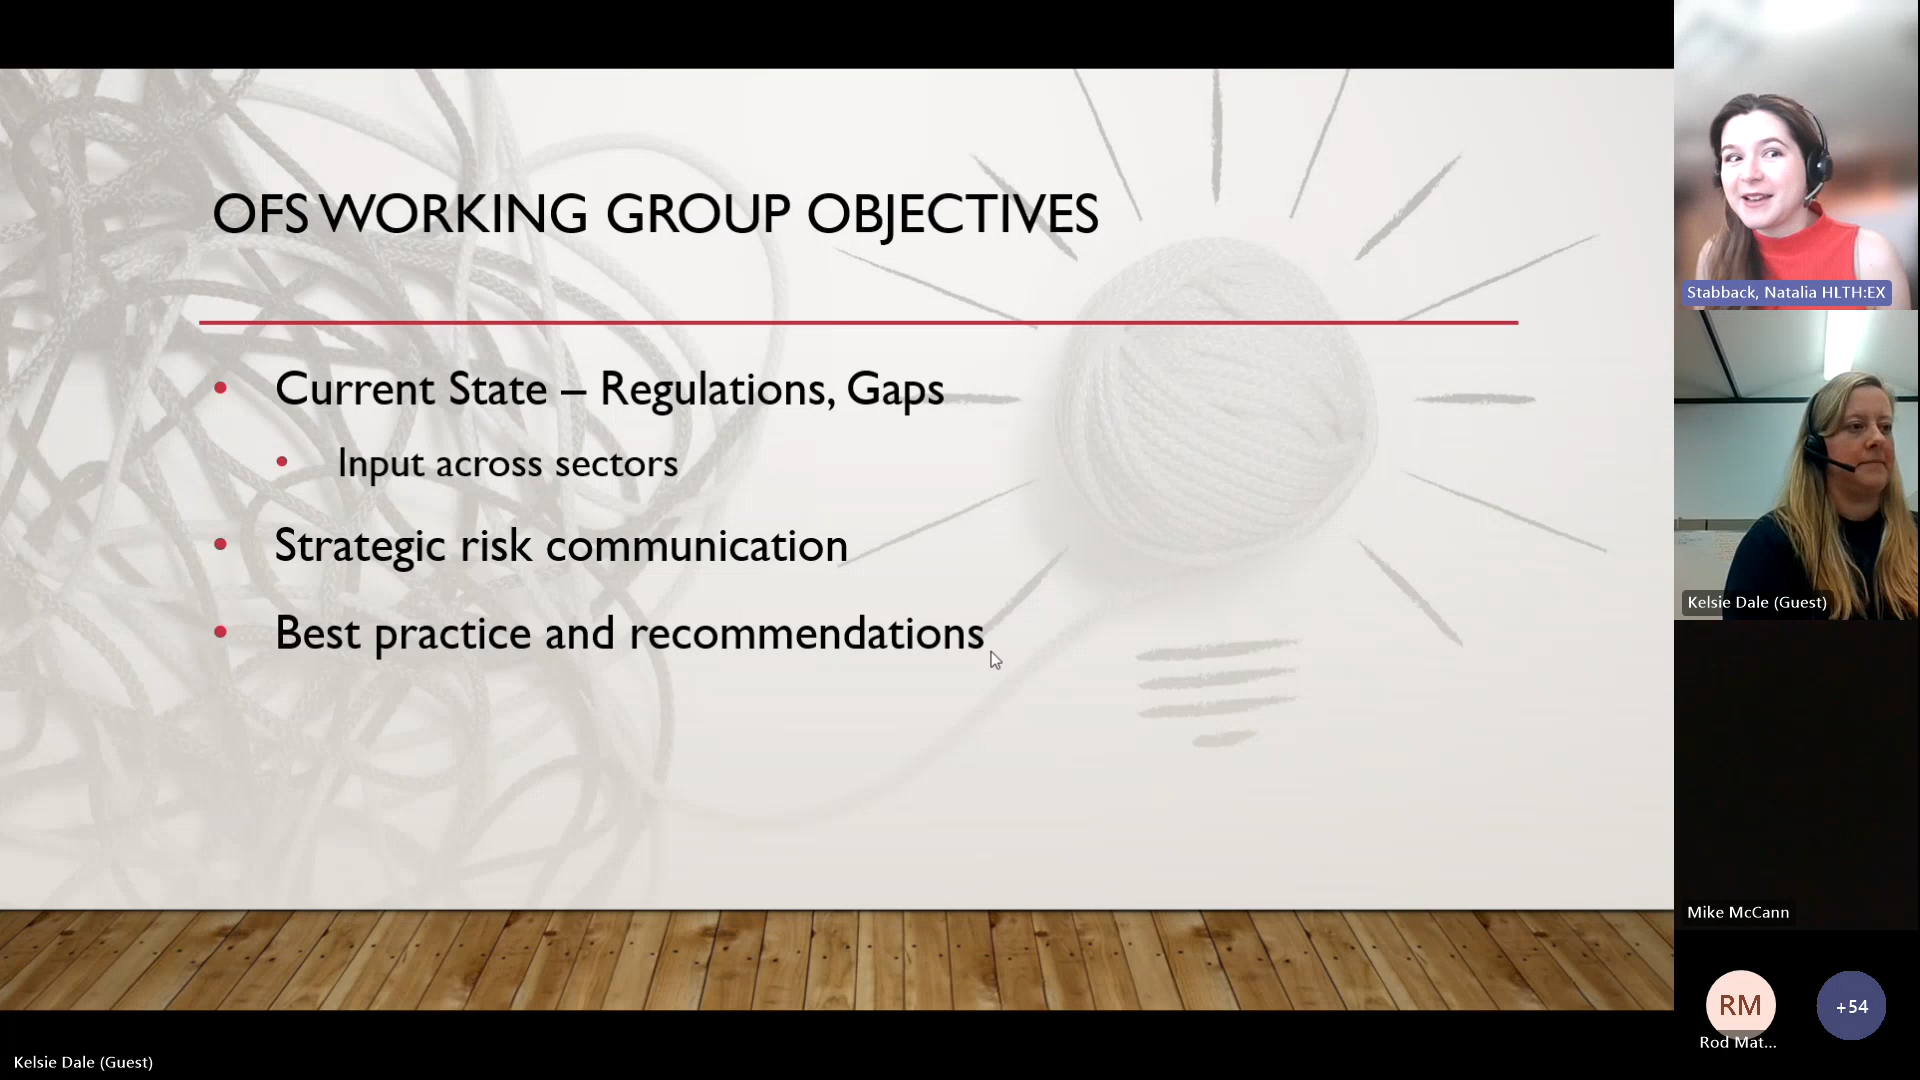 OFS WORKING GROUP OBJECTIVES
• Current State – Regulations, Gaps
• Input across sectors
• Strategic risk communication
• Best practice and recommendations
Stabback, Natalia HLTH:EX
Kelsie Dale (Guest)
Mike McCann
RM
Rod Mat...
+54
Kelsie Dale (Guest)